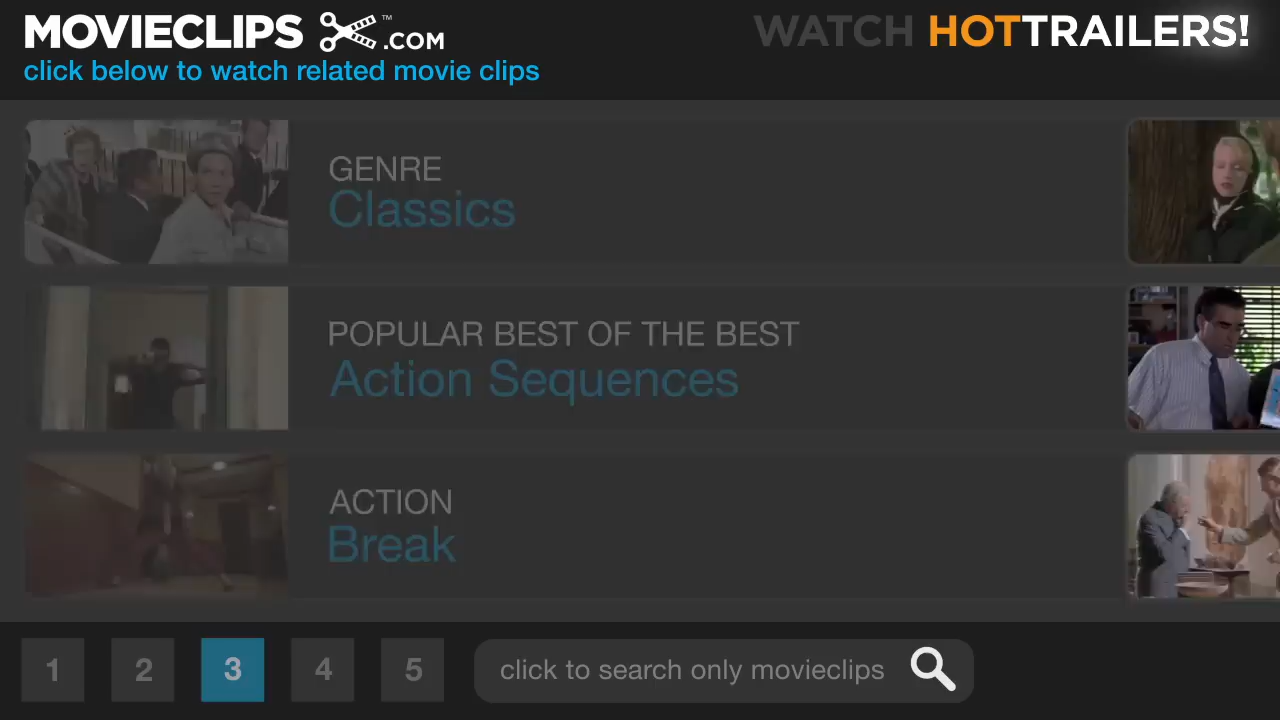 MOVIECLIPS ™ .COM
WATCH HOTTRAILERS!
click below to watch related movie clips
GENRE
Classics
POPULAR BEST OF THE BEST
Action Sequences
ACTION
Break
1 2 3 4 5
click to search only movieclips